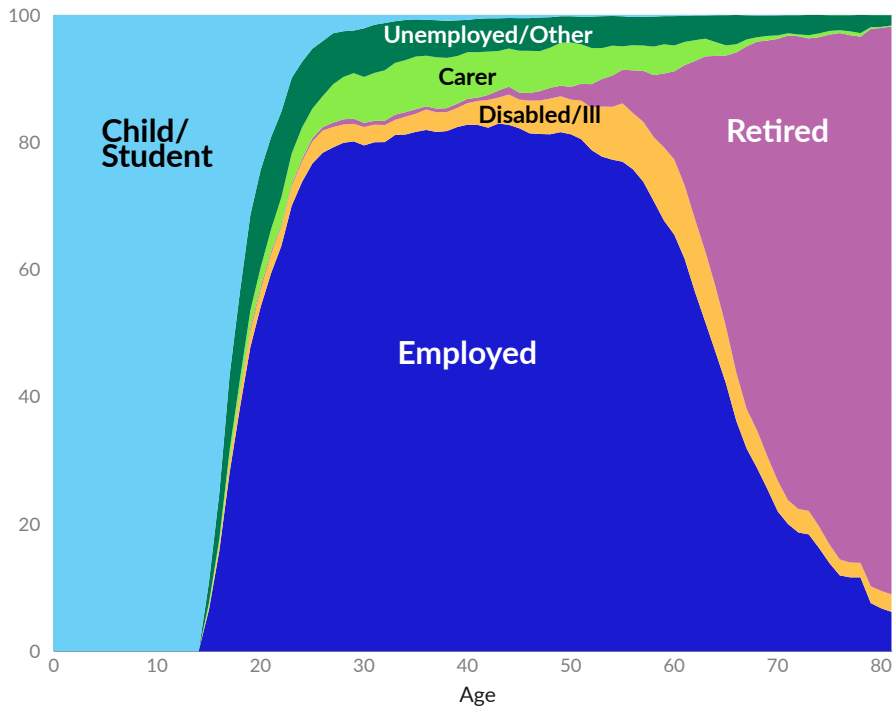 100
Unemployed/Other
Carer
Disabled/Ill
Child/
Student
Retired
80
60
Employed
40
20
0
0 10 20 30 40 50 60 70 80
Age